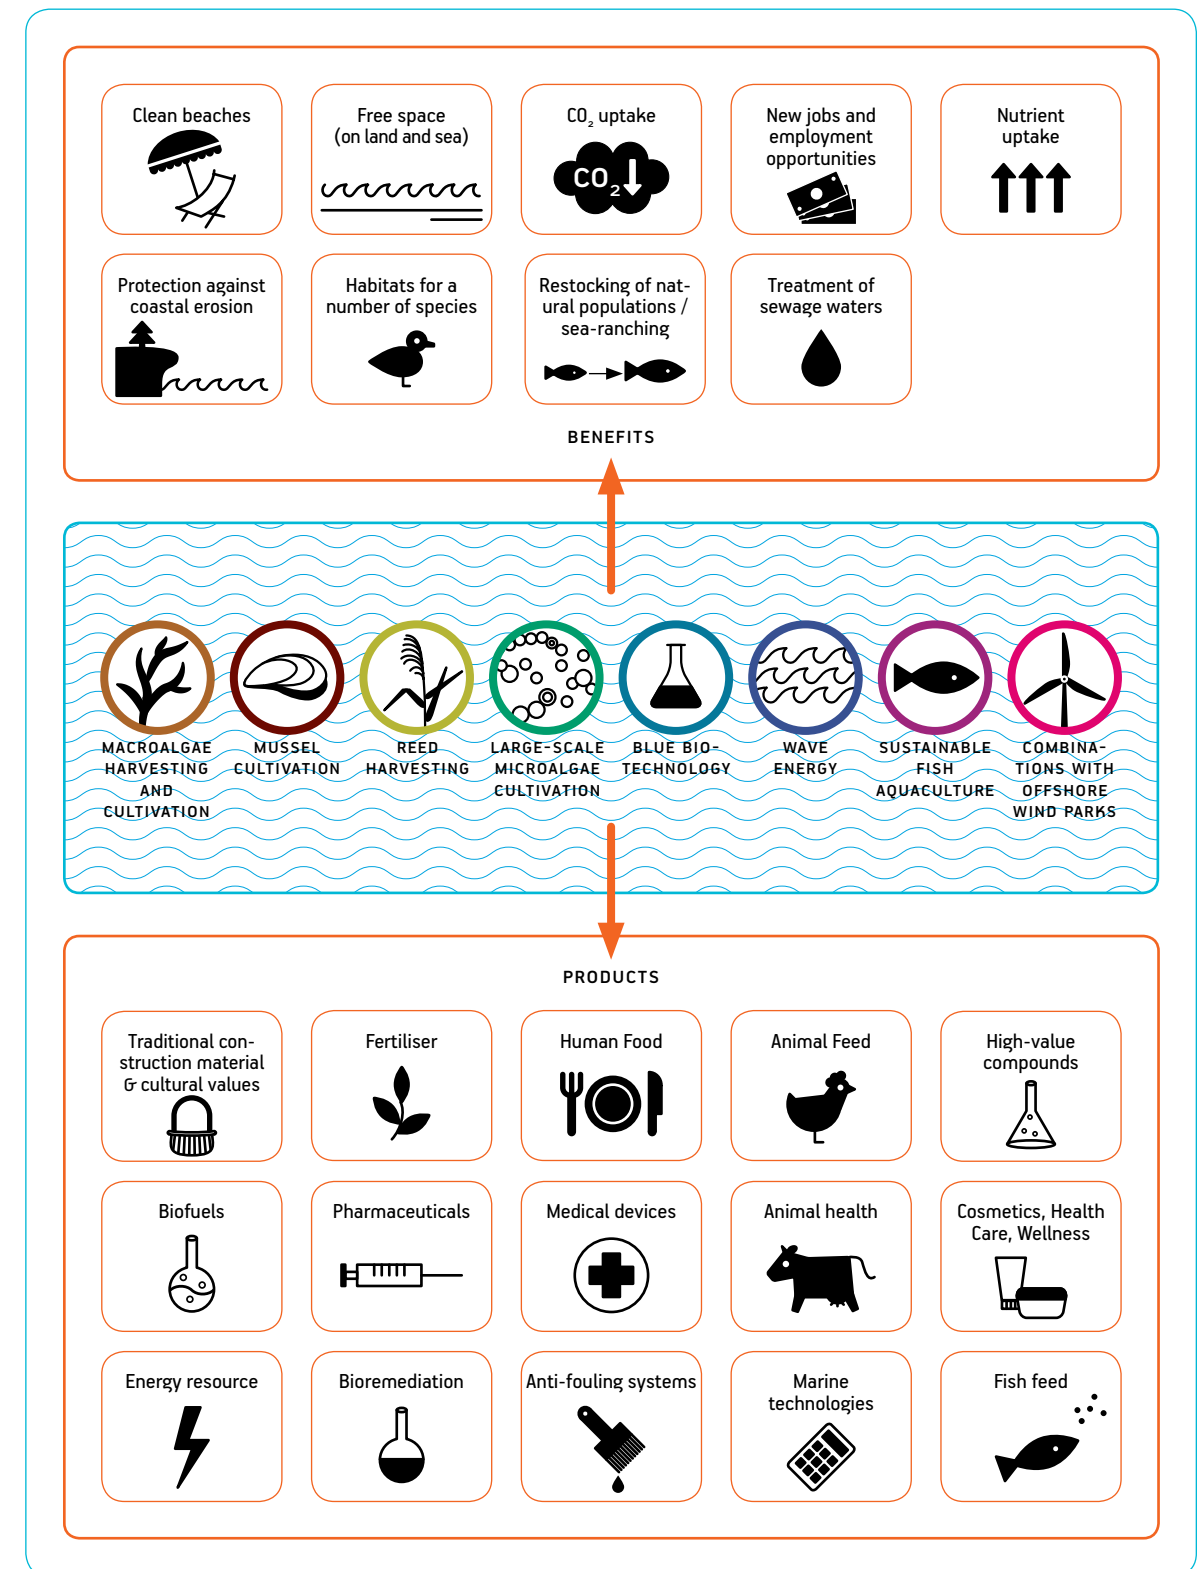 Clean beaches
Free space
(on land and sea)
CO₂ uptake
CO₂
New jobs and
employment
opportunities
Nutrient
uptake
Protection against
coastal erosion
Habitats for a
number of species
Restocking of nat-
ural populations /
sea-ranching
Treatment of
sewage waters
BENEFITS
MACROALGAE
HARVESTING
AND
CULTIVATION
MUSSEL
CULTIVATION
REED
HARVESTING
LARGE-SCALE
MICROALGAE
CULTIVATION
BLUE BIO-
TECHNOLOGY
WAVE
ENERGY
SUSTAINABLE
FISH
AQUACULTURE
COMBINA-
TIONS WITH
OFFSHORE
WIND PARKS
PRODUCTS
Traditional con-
struction material
& cultural values
Fertiliser
Human Food
Animal Feed
High-value
compounds
Biofuels
Pharmaceuticals
Medical devices
Animal health
Cosmetics, Health
Care, Wellness
Energy resource
Bioremediation
Anti-fouling systems
Marine
technologies
Fish feed